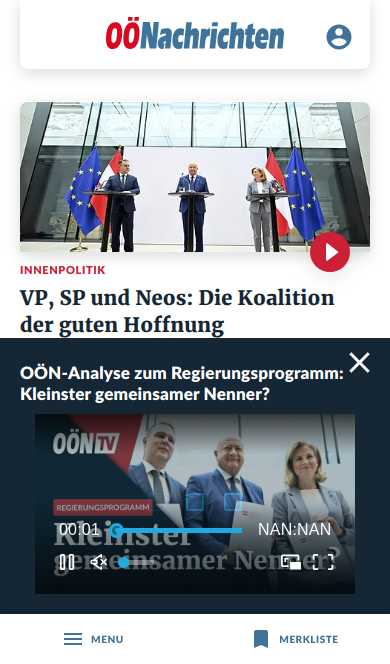 OÖNachrichten
INNENPOLITIK
VP, SP und Neos: Die Koalition
der guten Hoffnung
OÖN-Analyse zum Regierungsprogramm:
Kleinster gemeinsamer Nenner?
OÖN TV
REGIERUNGSPROGRAMM
Kleinster
00:01
NAN:NAN
gemeinsamer Nenner?
MENU
MERKLISTE